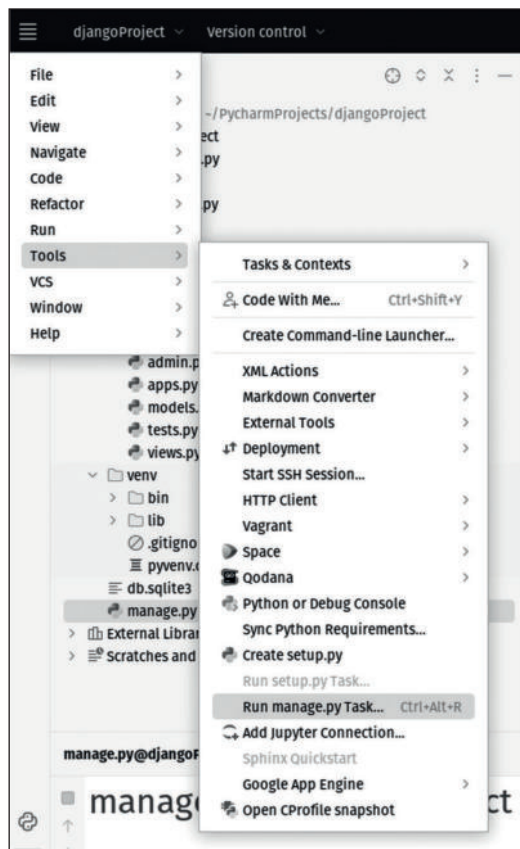 djangoProject Version control
File
Edit
View
Navigate
Code
Refactor
Run
Tools
VCS
Window
Help
~/PycharmProjects/djangoProject
ect
.py
.py
Tasks & Contexts
Code With Me... Ctrl+Shift+Y
Create Command-line Launcher...
XML Actions
Markdown Converter
External Tools
Deployment
Start SSH Session...
HTTP Client
Vagrant
Space
Qodana
Python or Debug Console
Sync Python Requirements...
Create setup.py
Run setup.py Task...
Run manage.py Task... Ctrl+Alt+R
Add Jupyter Connection...
Sphinx Quickstart
Google App Engine
Open CProfile snapshot
admin.p
apps.py
models.
tests.py
views.py
venv
bin
lib
.gitigno
pyvenv.c
db.sqlite3
manage.py
External Librar
Scratches and
manage.py@djangoP
manag ct